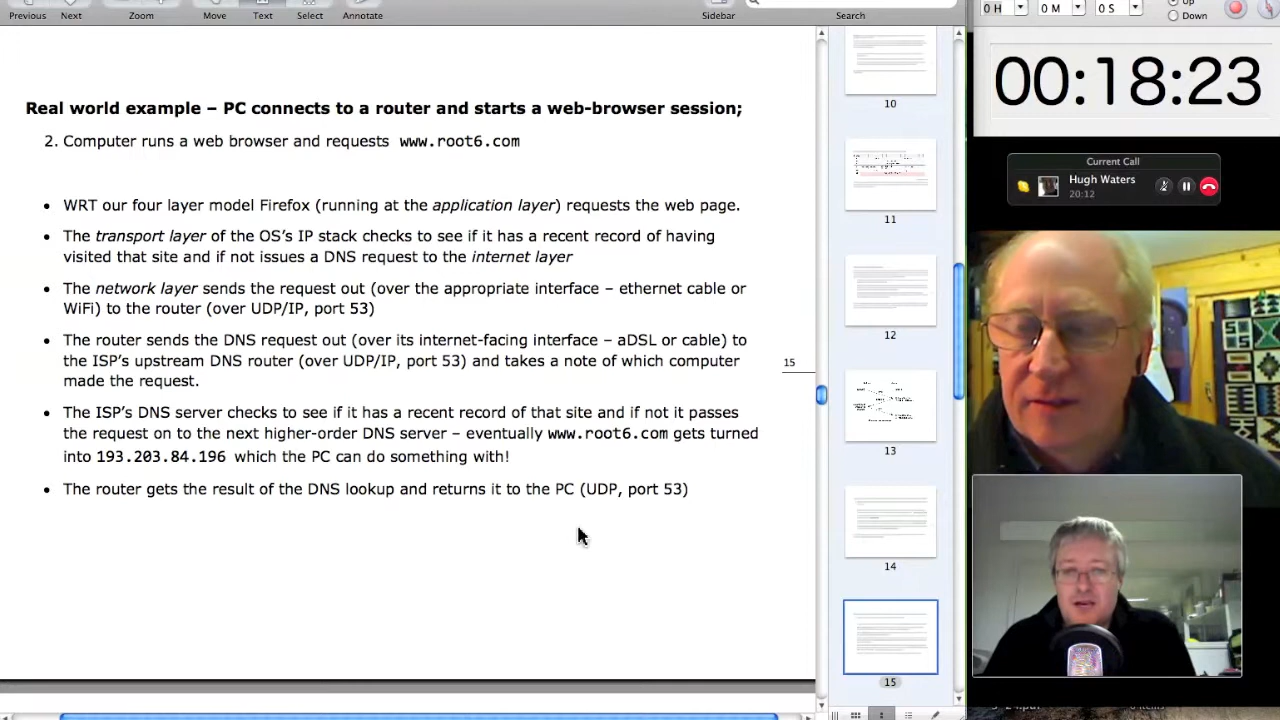 Previous Next Zoom Move Text Select Annotate Sidebar Search
Real world example – PC connects to a router and starts a web-browser session;
2. Computer runs a web browser and requests www.root6.com
• WRT our four layer model Firefox (running at the application layer) requests the web page.
• The transport layer of the OS's IP stack checks to see if it has a recent record of having
visited that site and if not issues a DNS request to the internet layer
• The network layer sends the request out (over the appropriate interface – ethernet cable or
WiFi) to the router (over UDP/IP, port 53)
• The router sends the DNS request out (over its internet-facing interface – aDSL or cable) to
the ISP's upstream DNS router (over UDP/IP, port 53) and takes a note of which computer
made the request.
• The ISP's DNS server checks to see if it has a recent record of that site and if not it passes
the request on to the next higher-order DNS server – eventually www.root6.com gets turned
into 193.203.84.196 which the PC can do something with!
• The router gets the result of the DNS lookup and returns it to the PC (UDP, port 53)
15
10
11
12
13
14
15
0 H 0 M 0 S Up
Down
00:18:23
Current Call
Hugh Waters
20:12